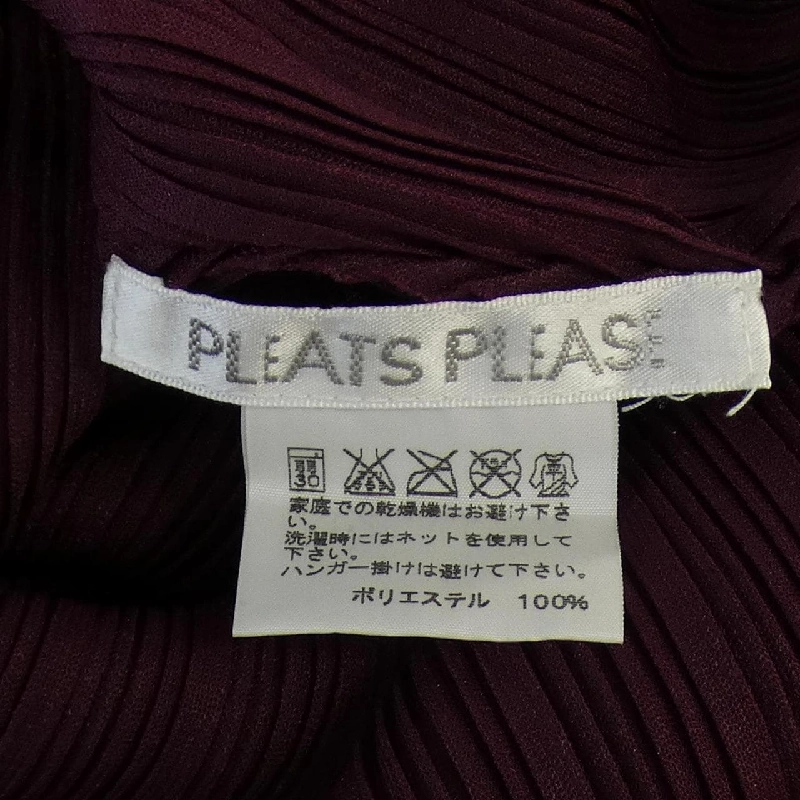 PLEATS PLEASE
家庭での乾燥機はお避け下さ
い。
洗濯時にはネットを使用して
下さい。
ハンガー掛けは避けて下さい。
ポリエステル 100%